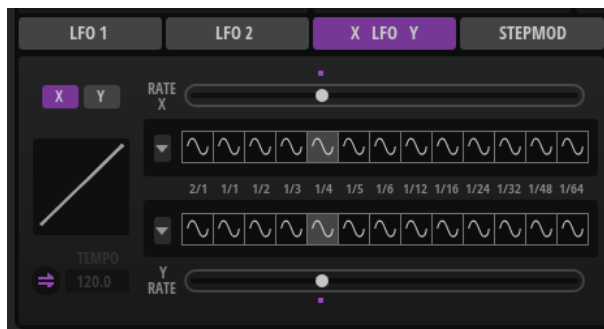 LFO 1
LFO 2
X LFO Y
STEPMOD
X
Y
RATE
X
2/1 1/1 1/2 1/3 1/4 1/5 1/6 1/12 1/16 1/24 1/32 1/48 1/64
TEMPO
120.0
Y
RATE